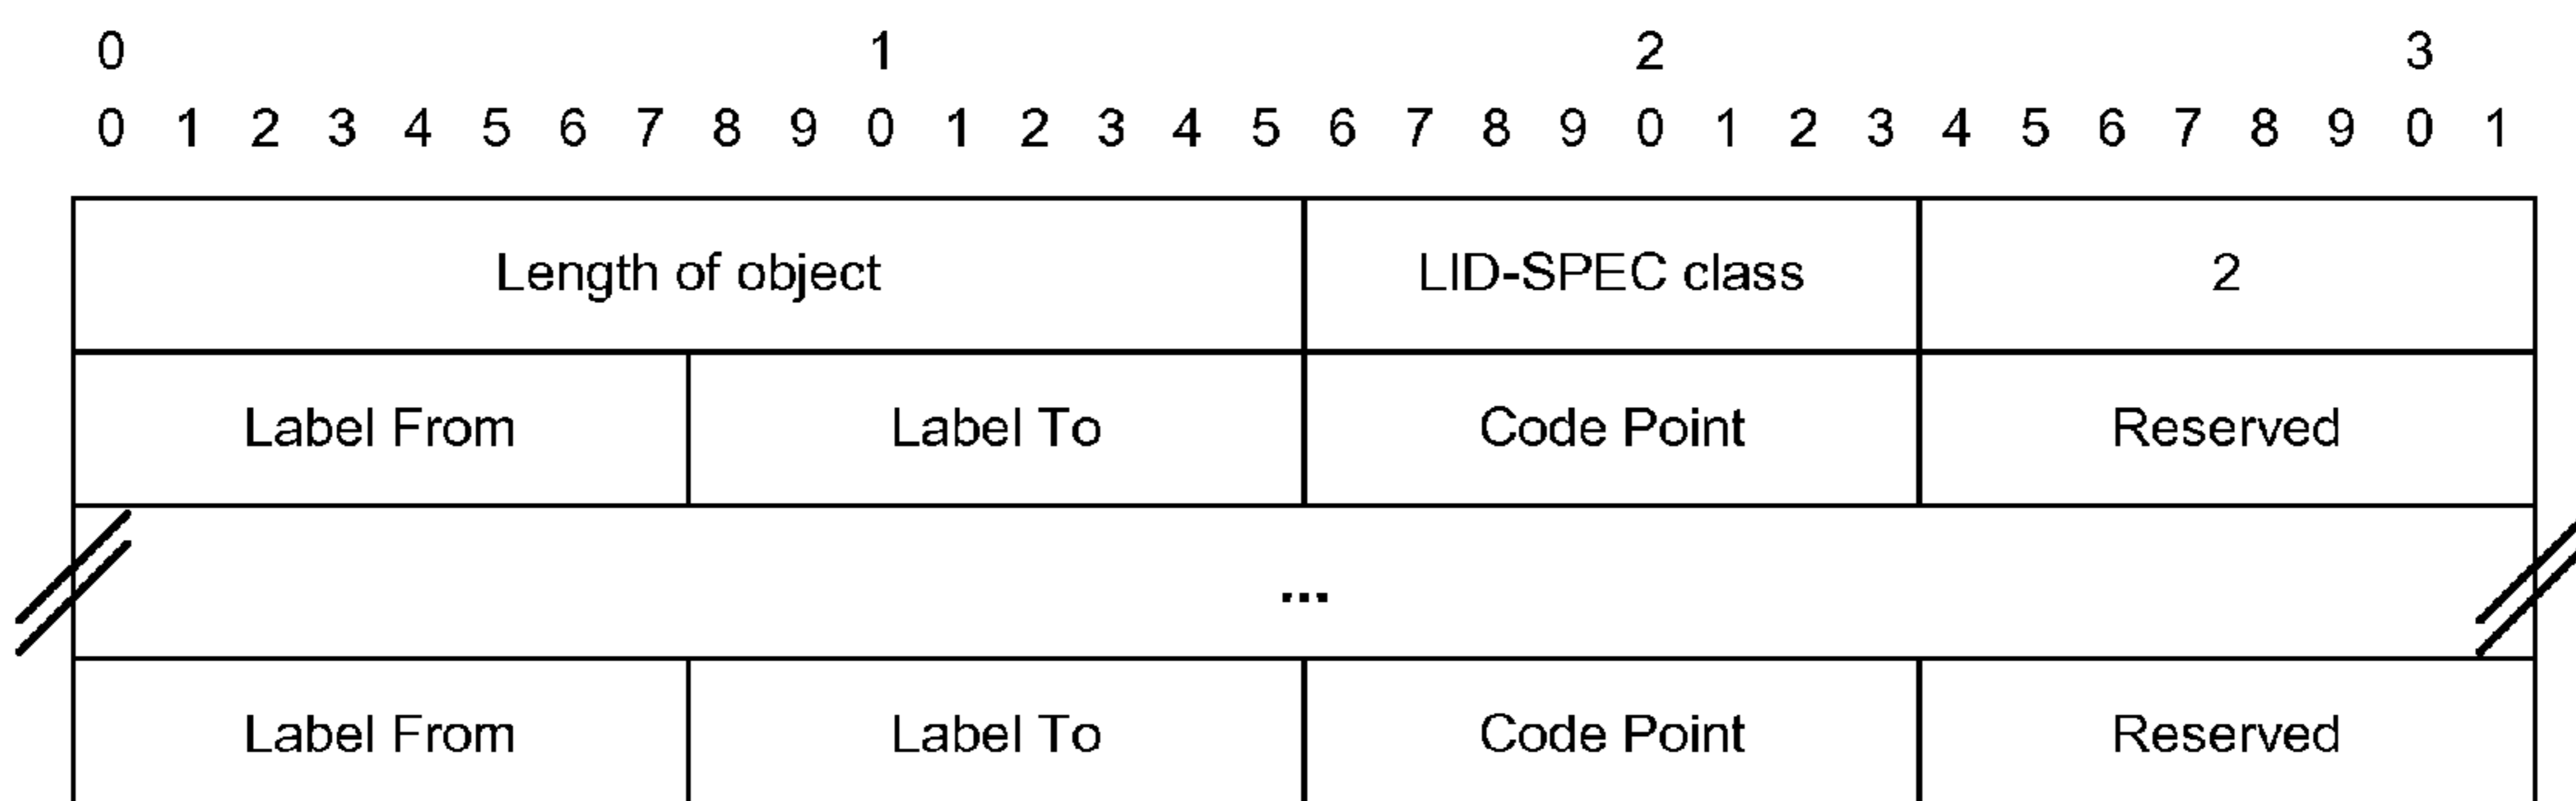 0 1 2 3
0 1 2 3 4 5 6 7 8 9 0 1 2 3 4 5 6 7 8 9 0 1 2 3 4 5 6 7 8 9 0 1
Length of object LID-SPEC class 2
Label From Label To Code Point Reserved
...
Label From Label To Code Point Reserved